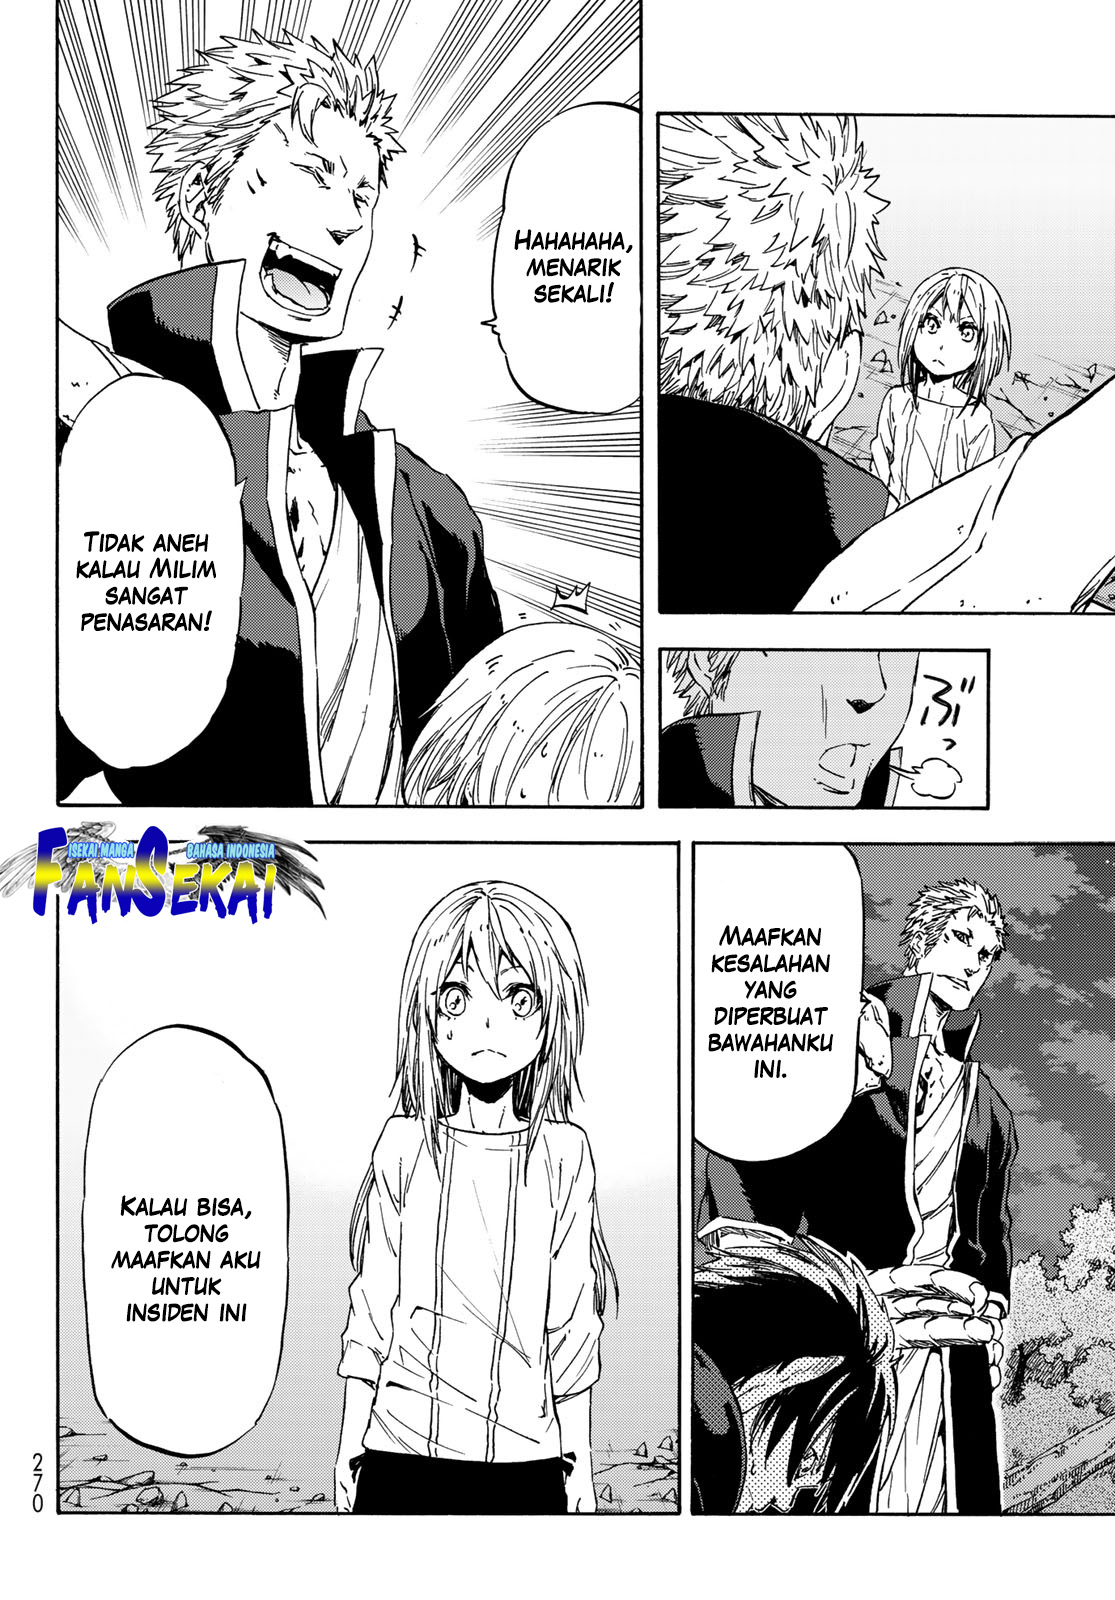 ぶっ
HAHAHAHA,
MENARIK
SEKALI!
TIDAK ANEH
KALAU MILIM
SANGAT
PENASARAN!
ISEKAI MANGA BAHASA INDONESIA
FANSEKAI
MAAFKAN
KESALAHAN
YANG
DIPERBUAT
BAWAHANKU
INI.
KALAU BISA,
TOLONG
MAAFKAN AKU
UNTUK
INSIDEN INI
270